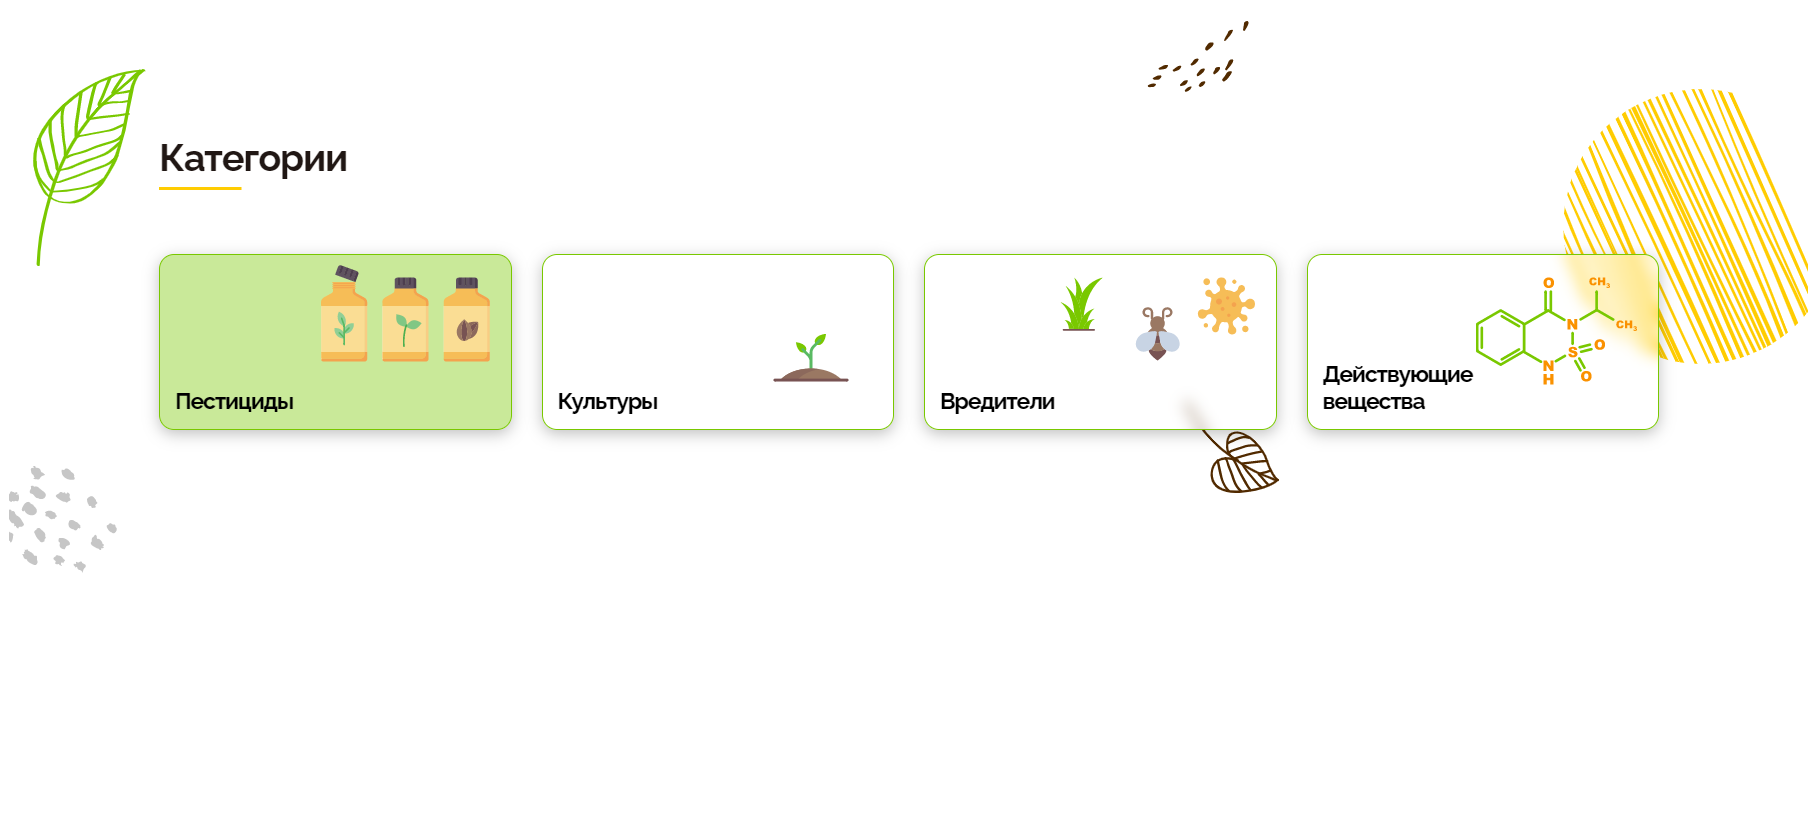 Категории
Пестициды
Культуры
Вредители
Действующие
вещества
O
CH3
N
CH3
S
O
N
H
O